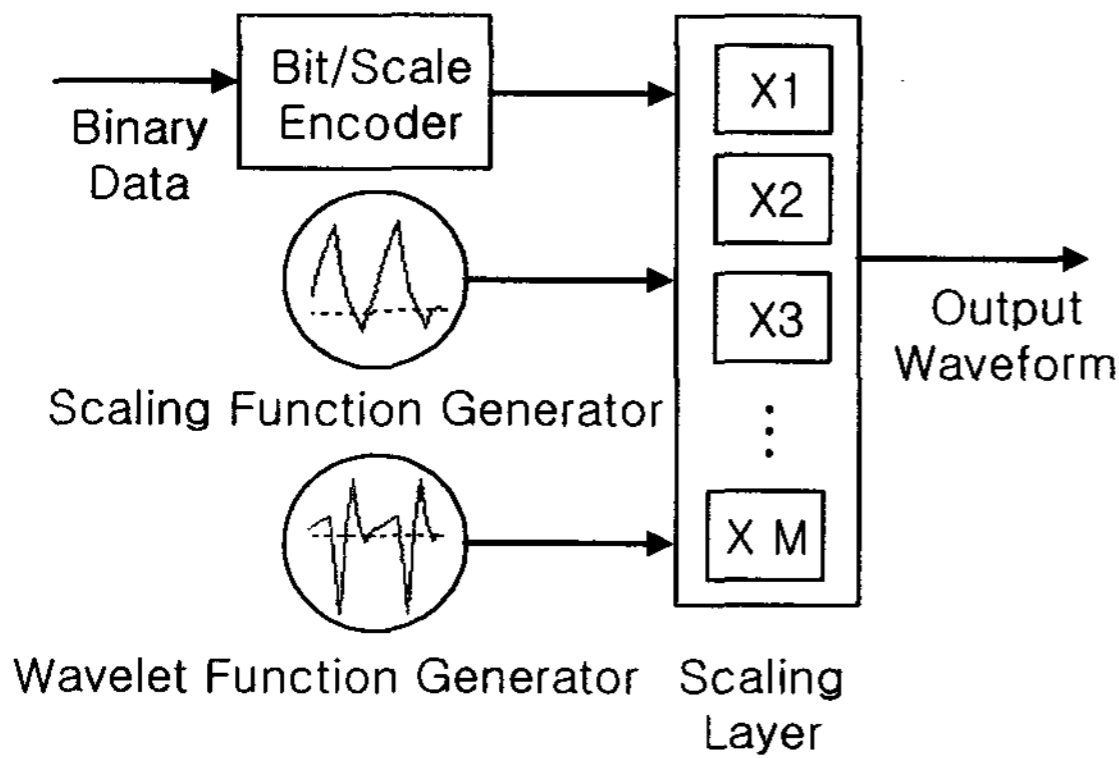 Bit/Scale
Encoder
Binary
Data
X1
X2
X3
X M
Scaling Function Generator
Wavelet Function Generator
Scaling
Layer
Output
Waveform